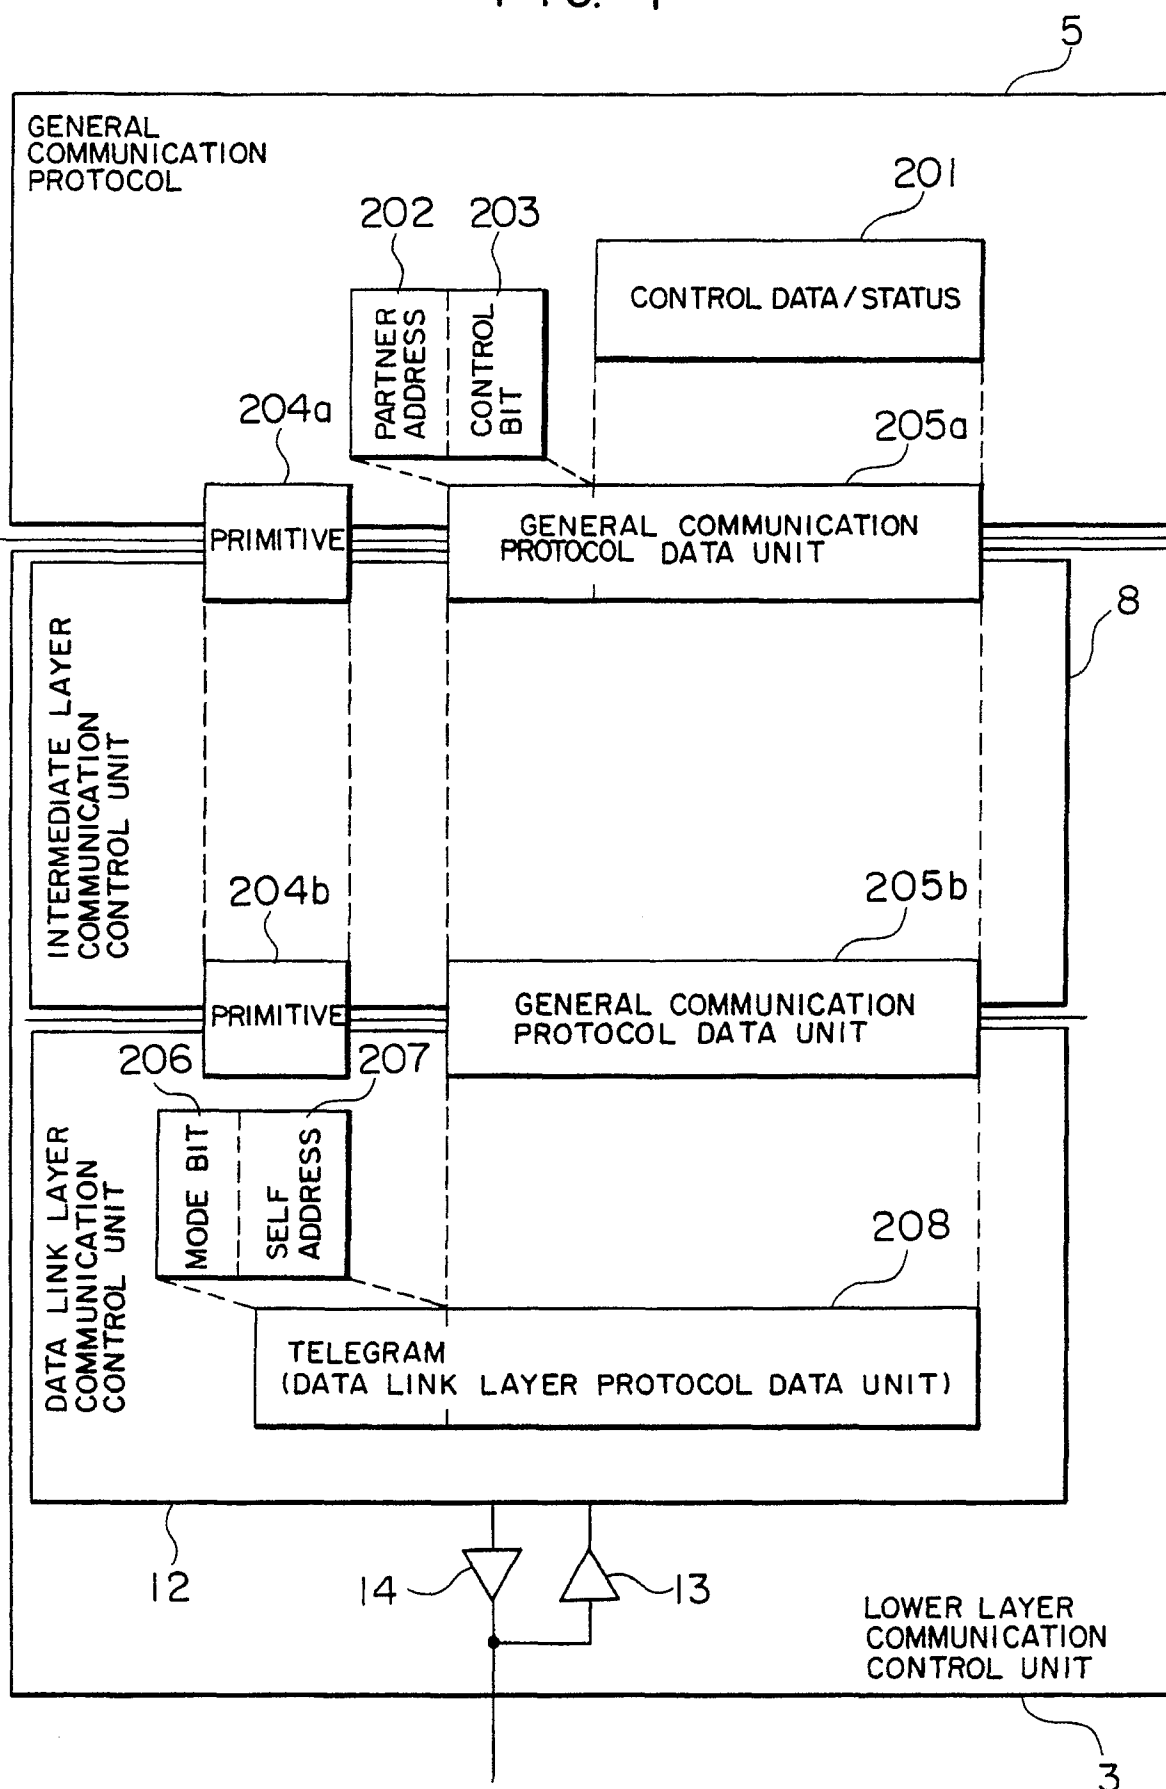 5
GENERAL
COMMUNICATION
PROTOCOL
201
202 203
CONTROL DATA/STATUS
PARTNER
ADDRESS
CONTROL
BIT
204a
205a
PRIMITIVE
GENERAL COMMUNICATION
PROTOCOL DATA UNIT
8
INTERMEDIATE LAYER
COMMUNICATION
CONTROL UNIT
204b
205b
PRIMITIVE
GENERAL COMMUNICATION
PROTOCOL DATA UNIT
206 207
MODE BIT
SELF
ADDRESS
DATA LINK LAYER
COMMUNICATION
CONTROL UNIT
208
TELEGRAM
(DATA LINK LAYER PROTOCOL DATA UNIT)
12
14
13
LOWER LAYER
COMMUNICATION
CONTROL UNIT
3